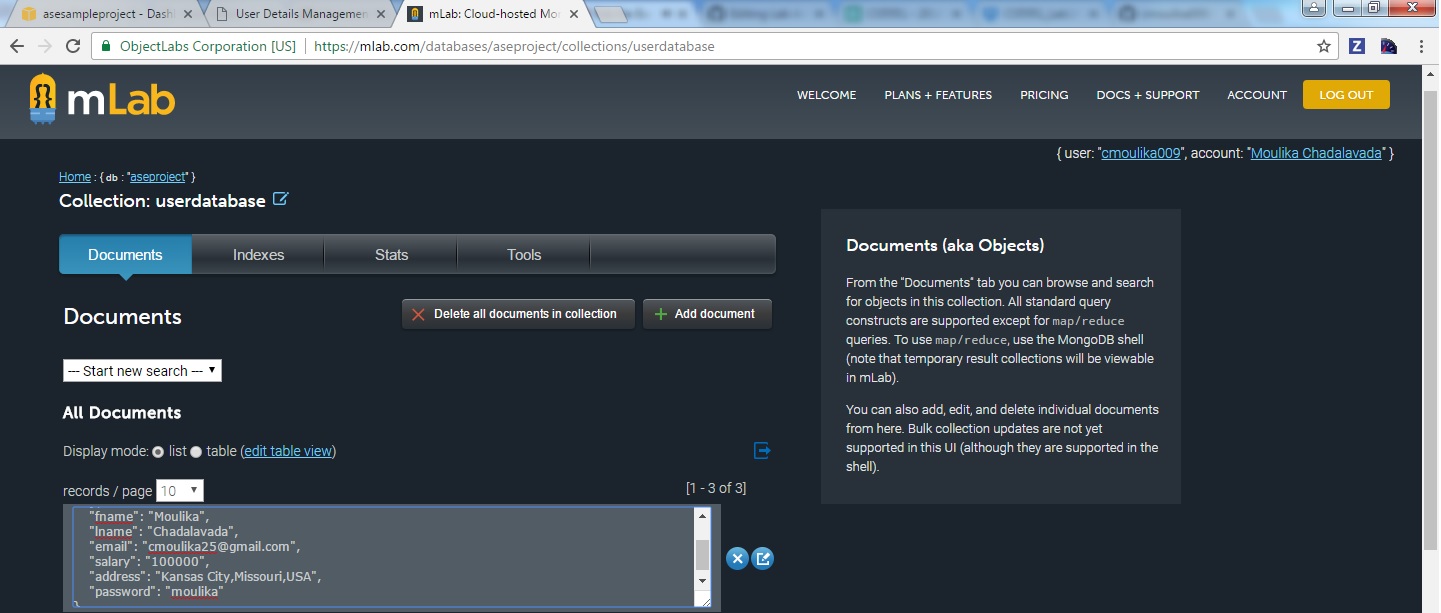 asesampleproject - Dash
User Details Managemen
mLab: Cloud-hosted Mo
ObjectLabs Corporation [US]
https://mlab.com/databases/aseproject/collections/userdatabase
Z
mLab
WELCOME
PLANS + FEATURES
PRICING
DOCS + SUPPORT
ACCOUNT
LOG OUT
{ user: "cmoulika009", account: "Moulika Chadalavada" }
Home : { db : "aseproject" }
Collection: userdatabase
Documents
Indexes
Stats
Tools
Documents
Delete all documents in collection
Add document
--- Start new search ---
All Documents
Display mode: list table (edit table view)
records / page 10
[1 - 3 of 3]
"fname": "Moulika",
"lname": "Chadalavada",
"email": "cmoulika25@gmail.com",
"salary": "100000",
"address": "Kansas City,Missouri,USA",
"password": "moulika"
}
Documents (aka Objects)
From the "Documents" tab you can browse and search
for objects in this collection. All standard query
constructs are supported except for map/reduce
queries. To use map/reduce, use the MongoDB shell
(note that temporary result collections will be viewable
in mLab).
You can also add, edit, and delete individual documents
from here. Bulk collection updates are not yet
supported in this UI (although they are supported in the
shell).